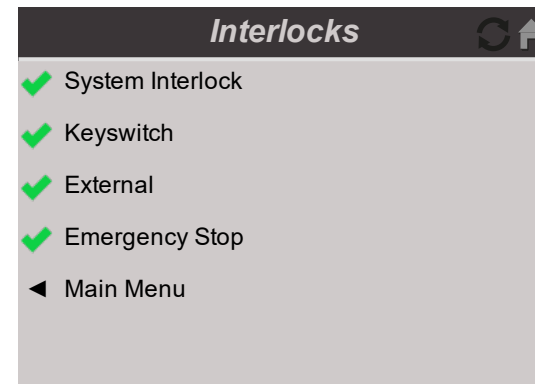 Interlocks
System Interlock
Keyswitch
External
Emergency Stop
Main Menu